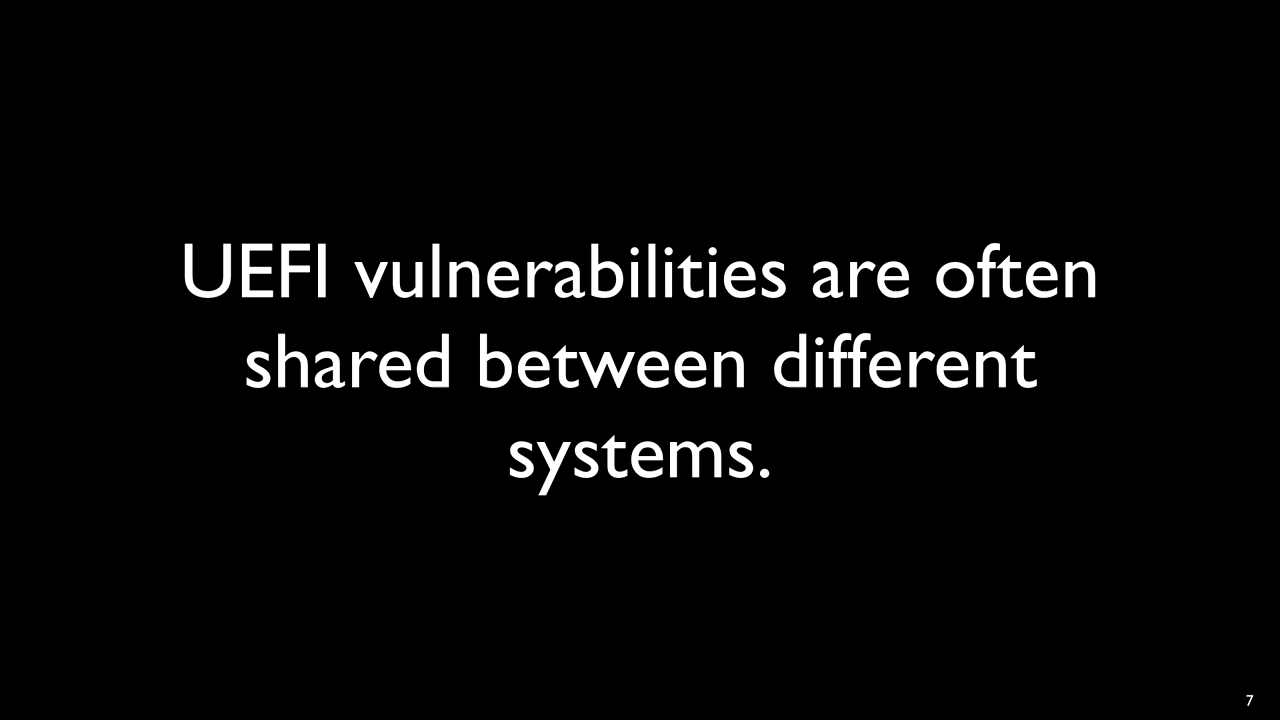 UEFI vulnerabilities are often
shared between different
systems.
7